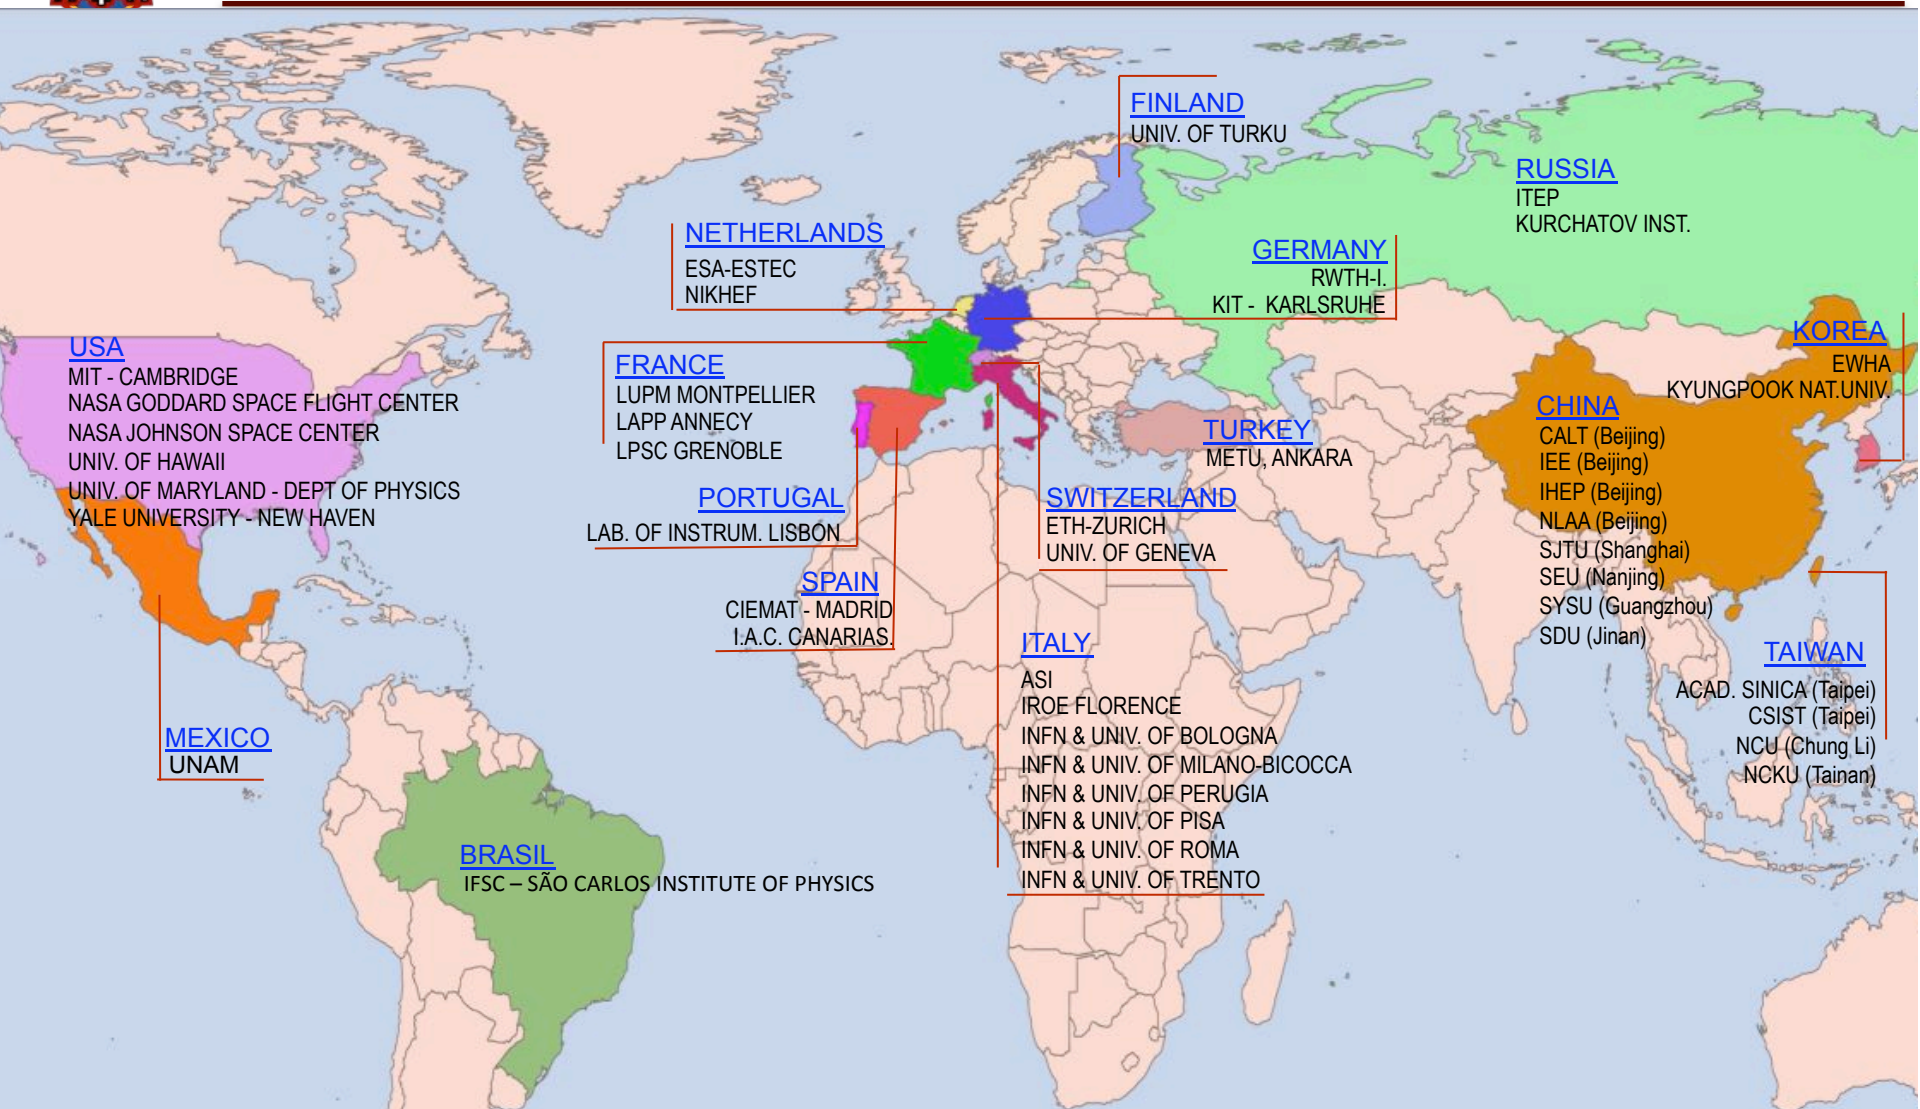 FINLAND
UNIV. OF TURKU
RUSSIA
ITEP
KURCHATOV INST.
NETHERLANDS
ESA-ESTEC
NIKHEF
GERMANY
RWTH-I.
KIT - KARLSRUHE
USA
MIT - CAMBRIDGE
NASA GODDARD SPACE FLIGHT CENTER
NASA JOHNSON SPACE CENTER
UNIV. OF HAWAII
UNIV. OF MARYLAND - DEPT OF PHYSICS
YALE UNIVERSITY - NEW HAVEN
FRANCE
LUPM MONTPELLIER
LAPP ANNECY
LPSC GRENOBLE
KOREA
EWHA
KYUNGPOOK NAT.UNIV.
TURKEY
METU, ANKARA
CHINA
CALT (Beijing)
IEE (Beijing)
IHEP (Beijing)
NLAA (Beijing)
SJTU (Shanghai)
SEU (Nanjing)
SYSU (Guangzhou)
SDU (Jinan)
PORTUGAL
LAB. OF INSTRUM. LISBON
SWITZERLAND
ETH-ZURICH
UNIV. OF GENEVA
SPAIN
CIEMAT - MADRID
I.A.C. CANARIAS.
ITALY
ASI
IROE FLORENCE
INFN & UNIV. OF BOLOGNA
INFN & UNIV. OF MILANO-BICOCCA
INFN & UNIV. OF PERUGIA
INFN & UNIV. OF PISA
INFN & UNIV. OF ROMA
INFN & UNIV. OF TRENTO
TAIWAN
ACAD. SINICA (Taipei)
CSIST (Taipei)
NCU (Chung Li)
NCKU (Tainan)
MEXICO
UNAM
BRASIL
IFSC – SÃO CARLOS INSTITUTE OF PHYSICS